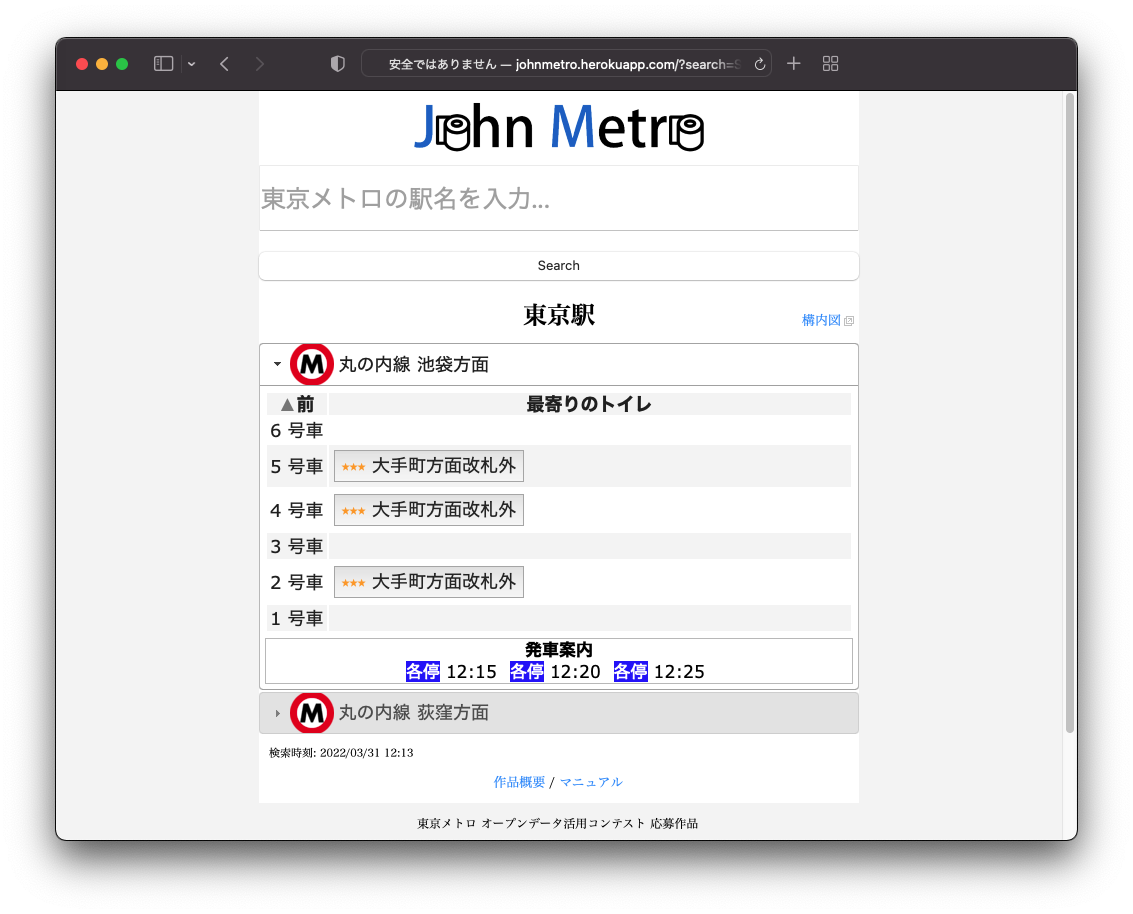 安全ではありません — johnmetro.herokuapp.com/?search=
John Metro
東京メトロの駅名を入力...
Search
東京駅
構内図
M 丸の内線 池袋方面
▲前 最寄りのトイレ
6 号車
5 号車 ★★★ 大手町方面改札外
4 号車 ★★★ 大手町方面改札外
3 号車
2 号車 ★★★ 大手町方面改札外
1 号車
発車案内
各停 12:15 各停 12:20 各停 12:25
M 丸の内線 荻窪方面
検索時刻: 2022/03/31 12:13
作品概要 / マニュアル
東京メトロ オープンデータ活用コンテスト 応募作品